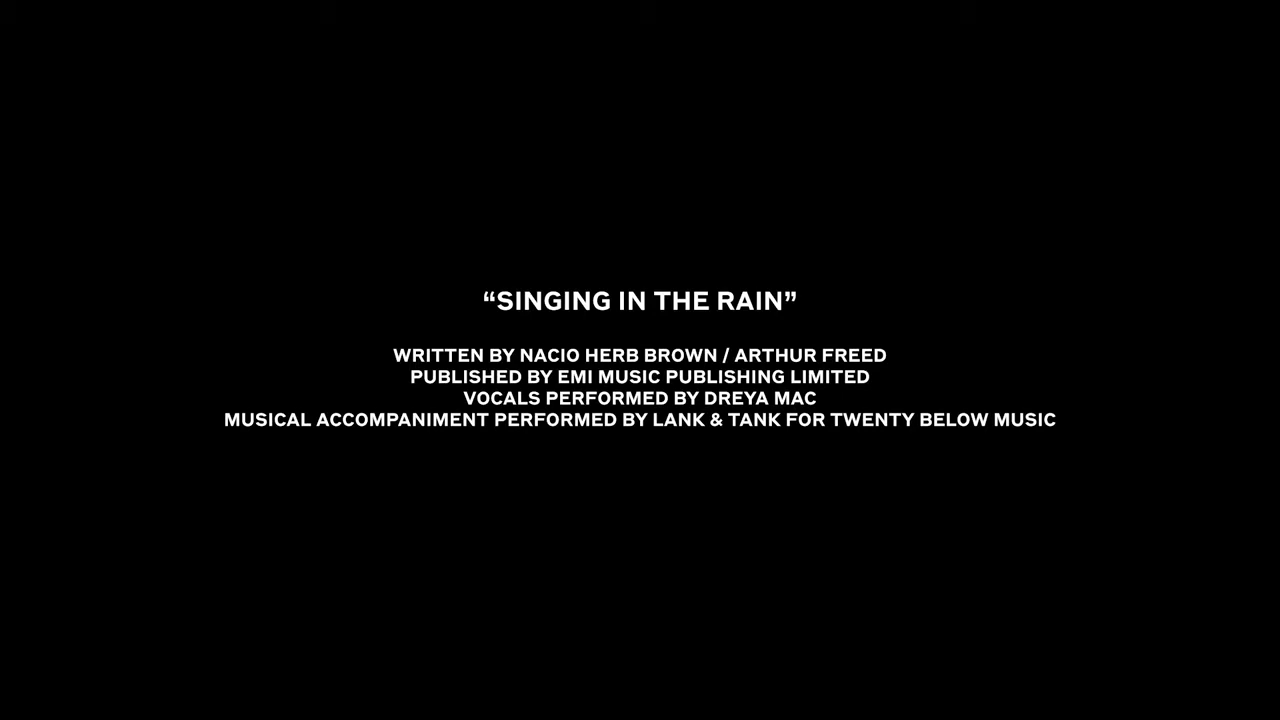 “SINGING IN THE RAIN”
WRITTEN BY NACIO HERB BROWN / ARTHUR FREED
PUBLISHED BY EMI MUSIC PUBLISHING LIMITED
VOCALS PERFORMED BY DREYA MAC
MUSICAL ACCOMPANIMENT PERFORMED BY LANK & TANK FOR TWENTY BELOW MUSIC